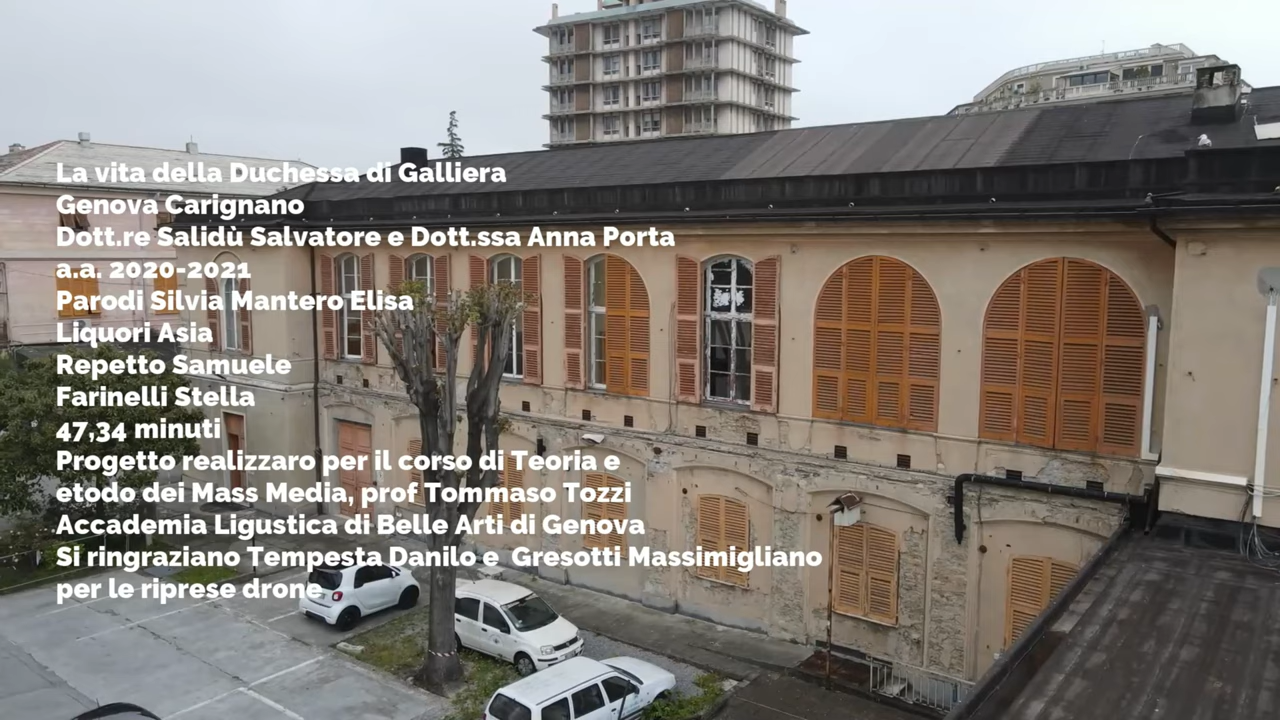 La vita della Duchessa di Galliera
Genova Carignano
Dott.re Salidù Salvatore e Dott.ssa Anna Porta
a.a. 2020-2021
Parodi Silvia Mantero Elisa
Liquori Asia
Repetto Samuele
Farinelli Stella
47,34 minuti
Progetto realizzaro per il corso di Teoria e
etodo dei Mass Media, prof Tommaso Tozzi
Accademia Ligustica di Belle Arti di Genova
Si ringraziano Tempesta Danilo e  Gresotti Massimigliano
per le riprese drone